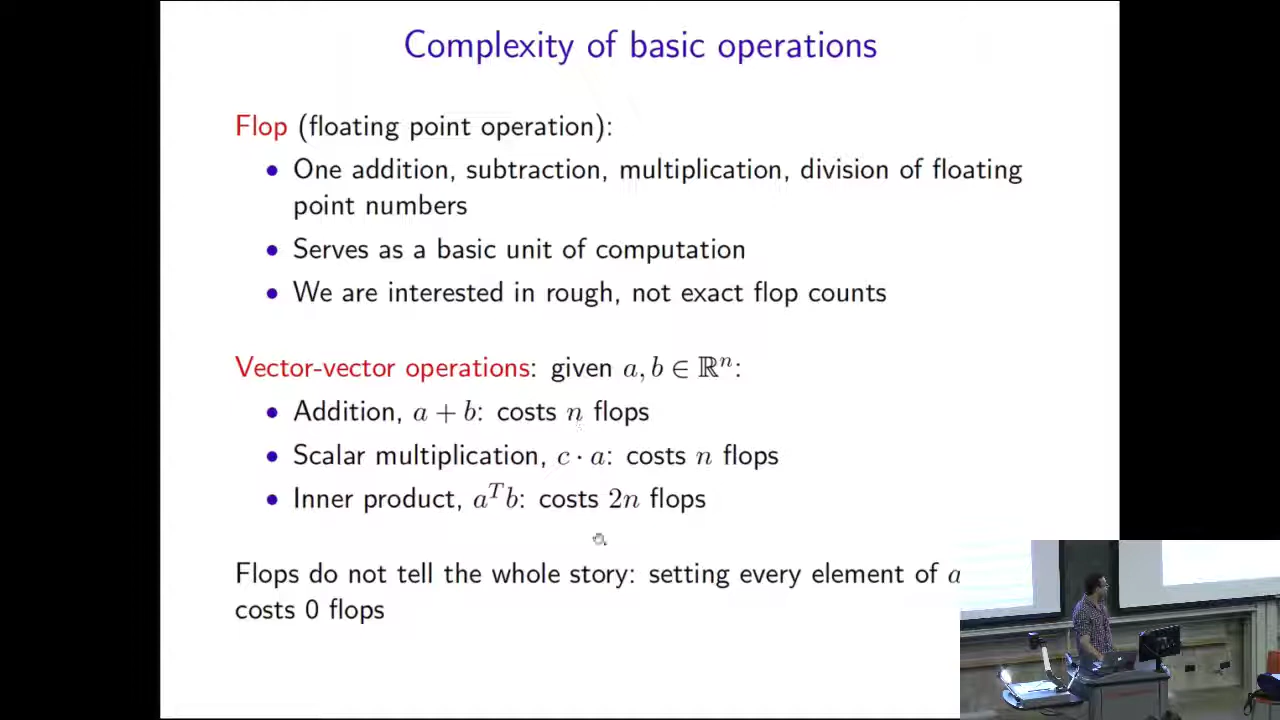 Complexity of basic operations
Flop (floating point operation):
• One addition, subtraction, multiplication, division of floating
point numbers
• Serves as a basic unit of computation
• We are interested in rough, not exact flop counts
Vector-vector operations: given a, b ∈ ℝⁿ:
• Addition, a + b: costs n flops
• Scalar multiplication, c · a: costs n flops
• Inner product, aᵀb: costs 2n flops
Flops do not tell the whole story: setting every element of a
costs 0 flops